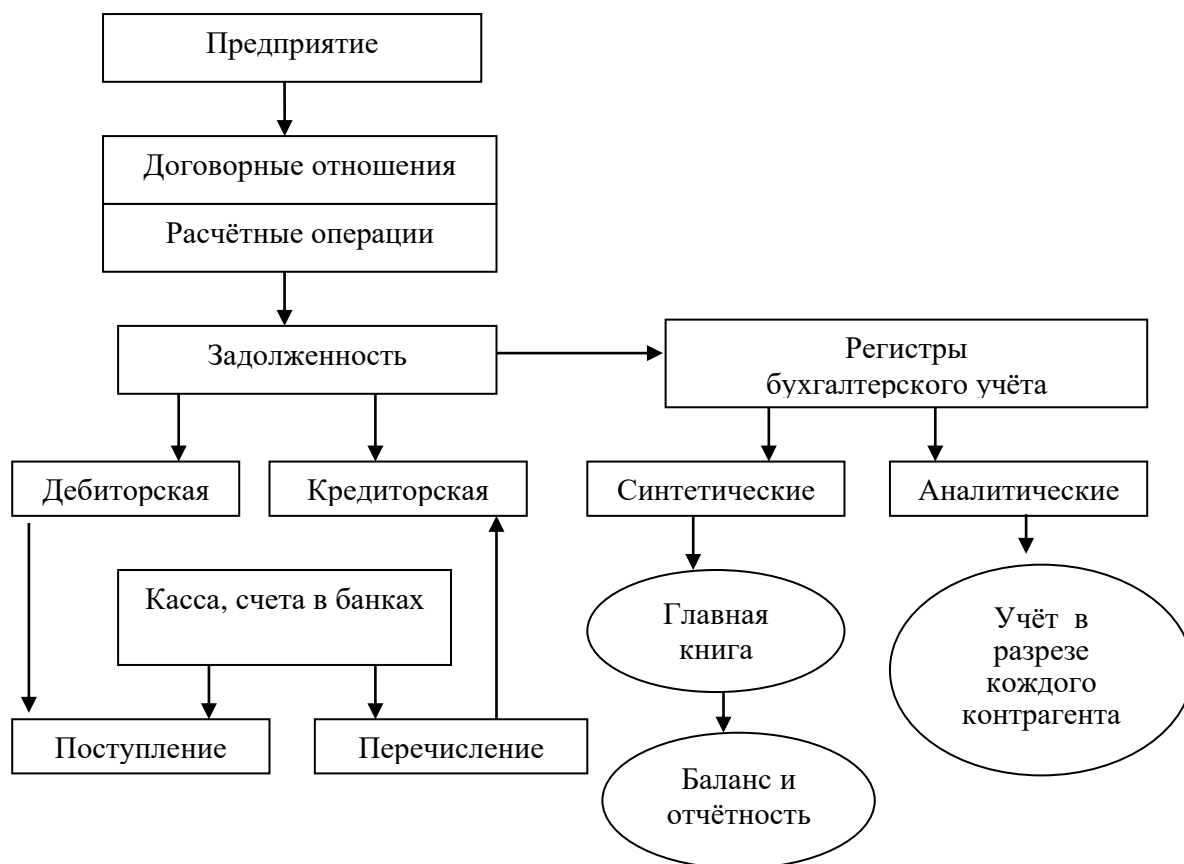 Предприятие
Договорные отношения
Расчётные операции
Задолженность
Регистры
бухгалтерского учёта
Дебиторская
Кредиторская
Синтетические
Аналитические
Касса, счета в банках
Главная
книга
Учёт в
разрезе
кождого
контрагента
Поступление
Перечисление
Баланс и
отчётность